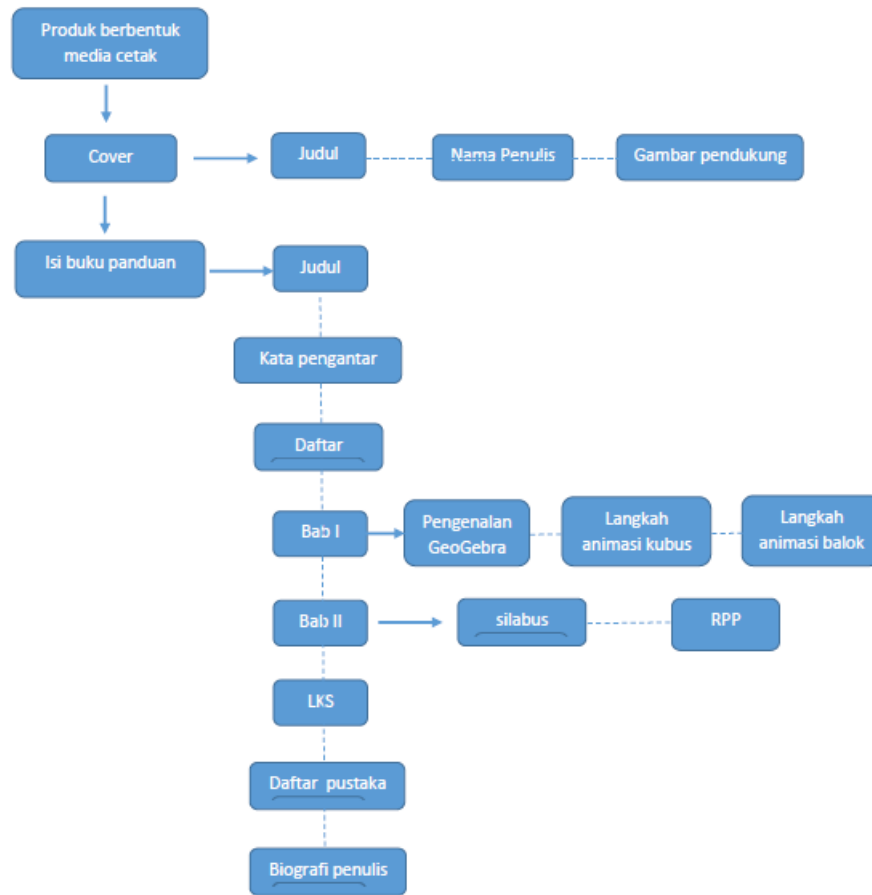 Produk berbentuk
media cetak
Cover
Judul
Nama Penulis
Gambar pendukung
Isi buku panduan
Judul
Kata pengantar
Daftar
Bab I
Pengenalan
GeoGebra
Langkah
animasi kubus
Langkah
animasi balok
Bab II
silabus
RPP
LKS
Daftar pustaka
Biografi penulis